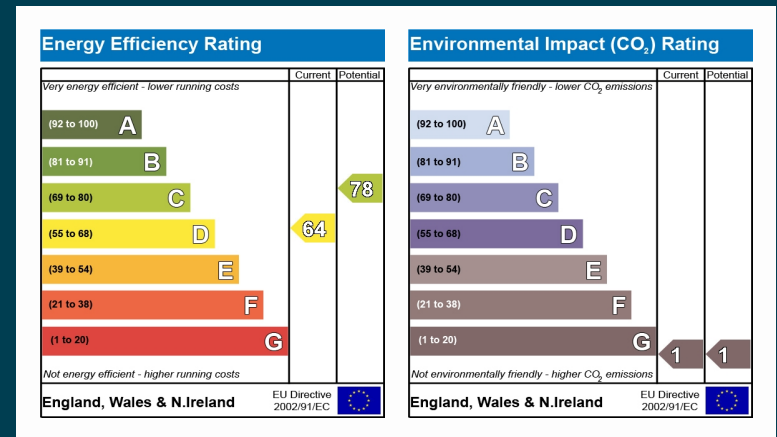 Energy Efficiency Rating
Current Potential
Very energy efficient - lower running costs
(92 to 100) A
(81 to 91) B
(69 to 80) C
78
(55 to 68) D
64
(39 to 54) E
(21 to 38) F
(1 to 20) G
Not energy efficient - higher running costs
England, Wales & N.Ireland
EU Directive
2002/91/EC
Environmental Impact (CO₂) Rating
Current Potential
Very environmentally friendly - lower CO₂ emissions
(92 to 100) A
(81 to 91) B
(69 to 80) C
(55 to 68) D
(39 to 54) E
(21 to 38) F
(1 to 20) G
1 1
Not environmentally friendly - higher CO₂ emissions
England, Wales & N.Ireland
EU Directive
2002/91/EC